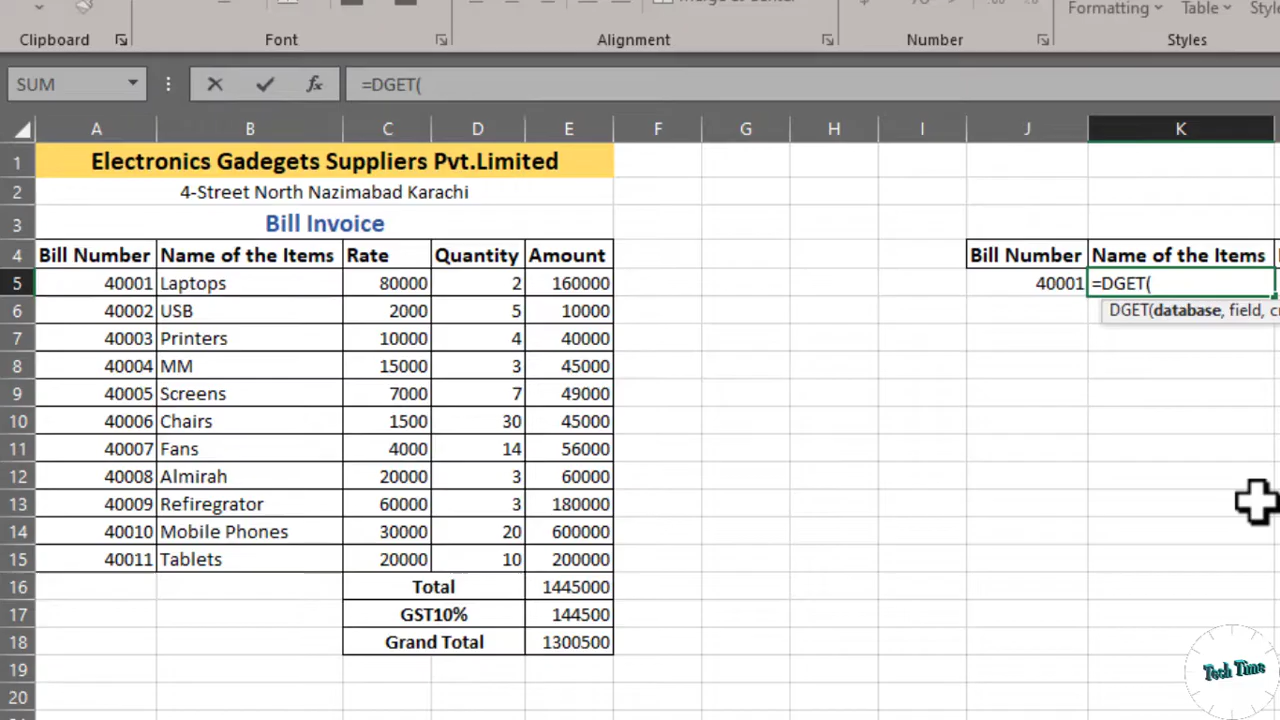 Formatting Table
Clipboard Font Alignment Number Styles
SUM fx =DGET(
A B C D E F G H I J K
1 Electronics Gadegets Suppliers Pvt.Limited
2 4-Street North Nazimabad Karachi
3 Bill Invoice
4 Bill Number Name of the Items Rate Quantity Amount Bill Number Name of the Items
5 40001 Laptops 80000 2 160000 40001 =DGET(
6 40002 USB 2000 5 10000 DGET(database, field,
7 40003 Printers 10000 4 40000
8 40004 MM 15000 3 45000
9 40005 Screens 7000 7 49000
10 40006 Chairs 1500 30 45000
11 40007 Fans 4000 14 56000
12 40008 Almirah 20000 3 60000
13 40009 Refiregrator 60000 3 180000
14 40010 Mobile Phones 30000 20 600000
15 40011 Tablets 20000 10 200000
16 Total 1445000
17 GST10% 144500
18 Grand Total 1300500
19
20
Tech Time